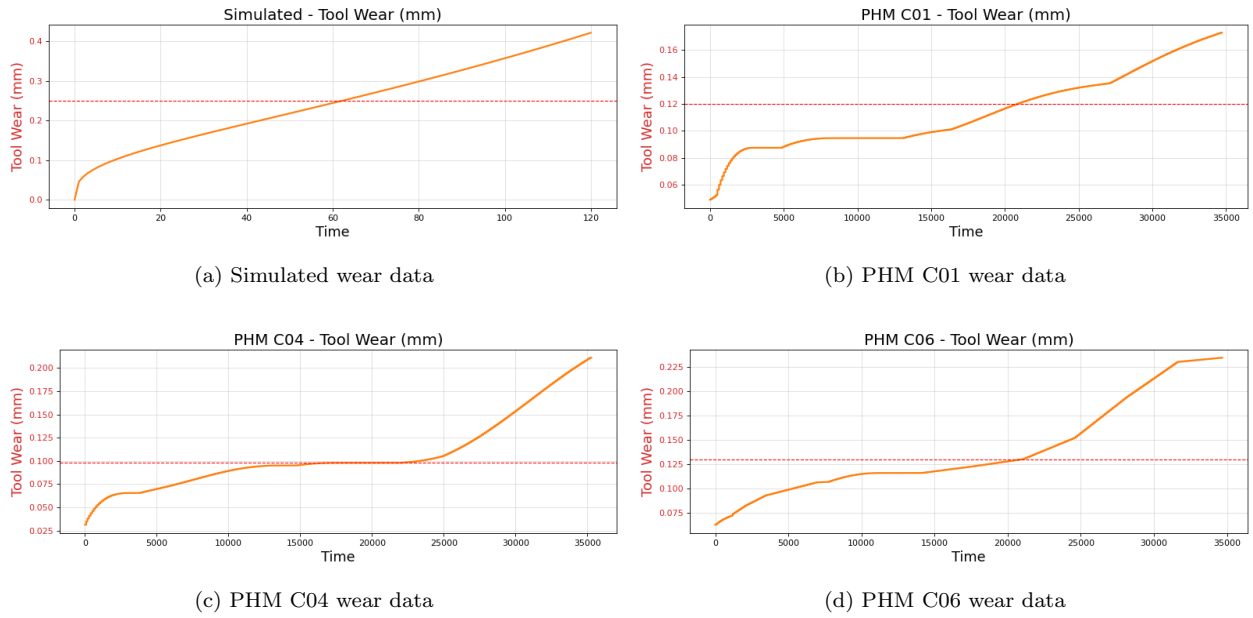 Simulated - Tool Wear (mm)
Tool Wear (mm)
0.4
0.3
0.2
0.1
0.0
0 20 40 60 80 100 120
Time
(a) Simulated wear data
PHM C01 - Tool Wear (mm)
Tool Wear (mm)
0.16
0.14
0.12
0.10
0.08
0.06
0 5000 10000 15000 20000 25000 30000 35000
Time
(b) PHM C01 wear data
PHM C04 - Tool Wear (mm)
Tool Wear (mm)
0.200
0.175
0.150
0.125
0.100
0.075
0.050
0.025
0 5000 10000 15000 20000 25000 30000 35000
Time
(c) PHM C04 wear data
PHM C06 - Tool Wear (mm)
Tool Wear (mm)
0.225
0.200
0.175
0.150
0.125
0.100
0.075
0 5000 10000 15000 20000 25000 30000 35000
Time
(d) PHM C06 wear data